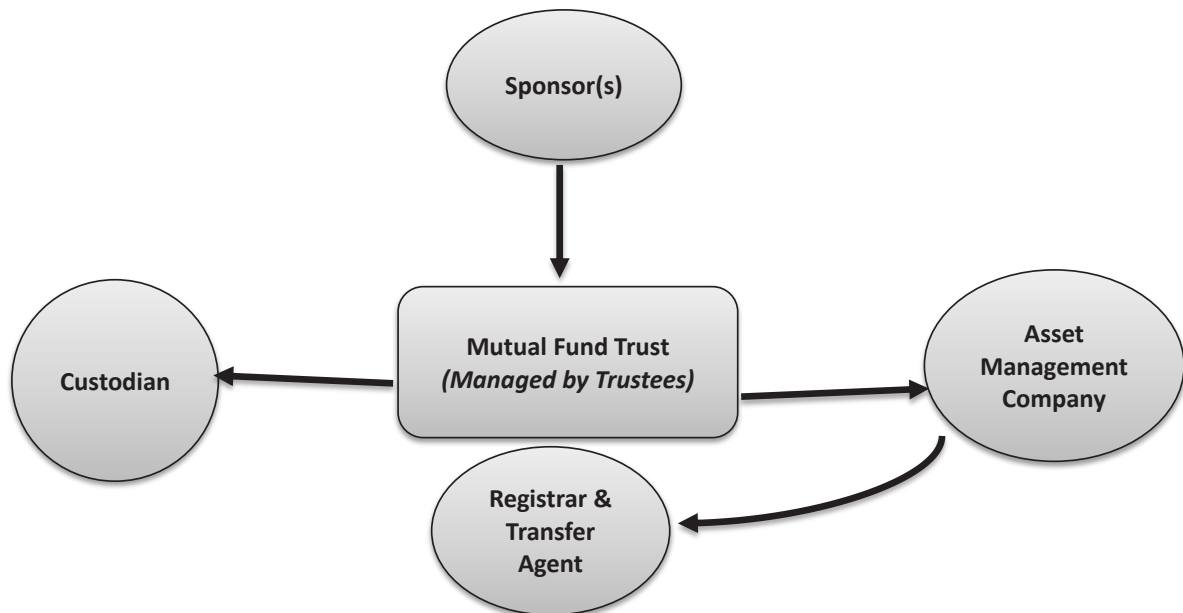 Sponsor(s)
Mutual Fund Trust
(Managed by Trustees)
Custodian
Asset
Management
Company
Registrar &
Transfer
Agent